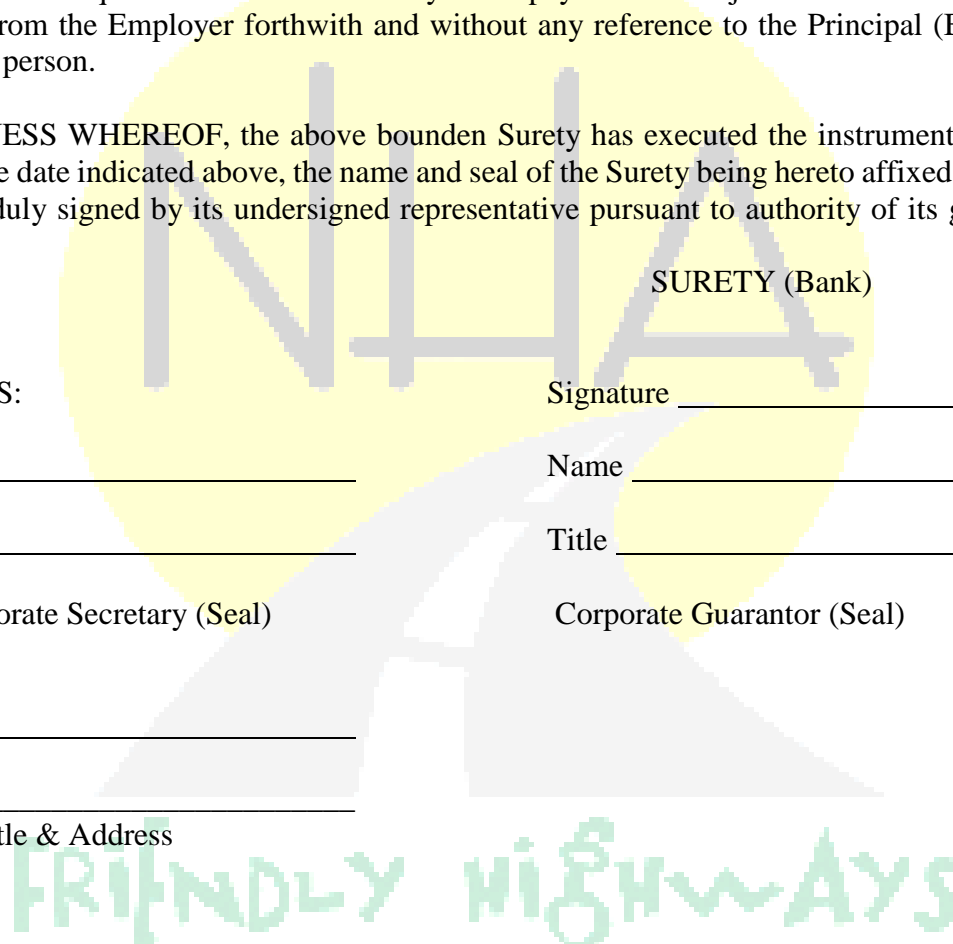 from the Employer forthwith and without any reference to the Principal
person.
WHEREOF, the above bounden Surety has executed the instrument
date indicated above, the name and seal of the Surety being hereto affixed
duly signed by its undersigned representative pursuant to authority of its
NHA
SURETY (Bank)
S:
Signature
Name
Title
orate Secretary (Seal)
Corporate Guarantor (Seal)
tle & Address
FRIENDLY HIGHWAYS